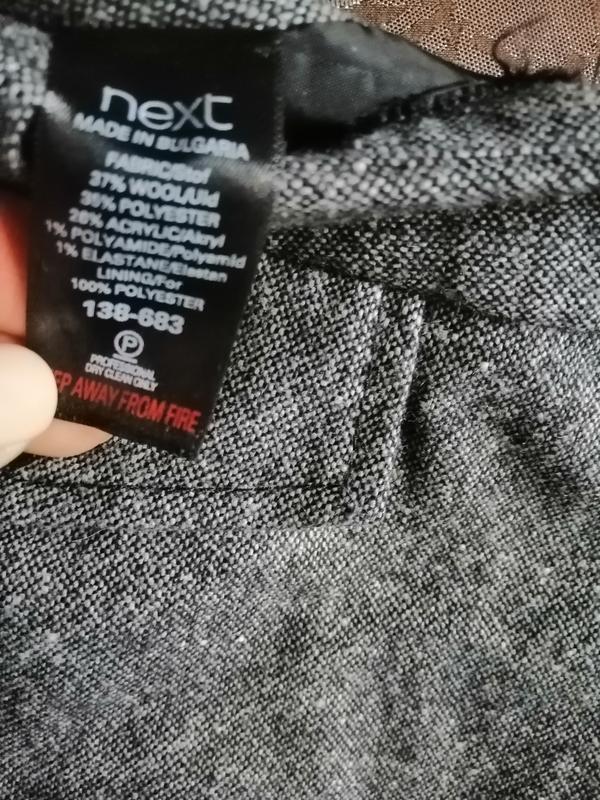 next
MADE IN BULGARIA
FABRIC/Stof
37% WOOL/Uld
35% POLYESTER
26% ACRYLIC/Akryl
1% POLYAMIDE/Polyamid
1% ELASTANE/Elastan
LINING/For
100% POLYESTER
138-683
P
PROFESSIONAL
DRY CLEAN ONLY
EP AWAY FROM FIRE